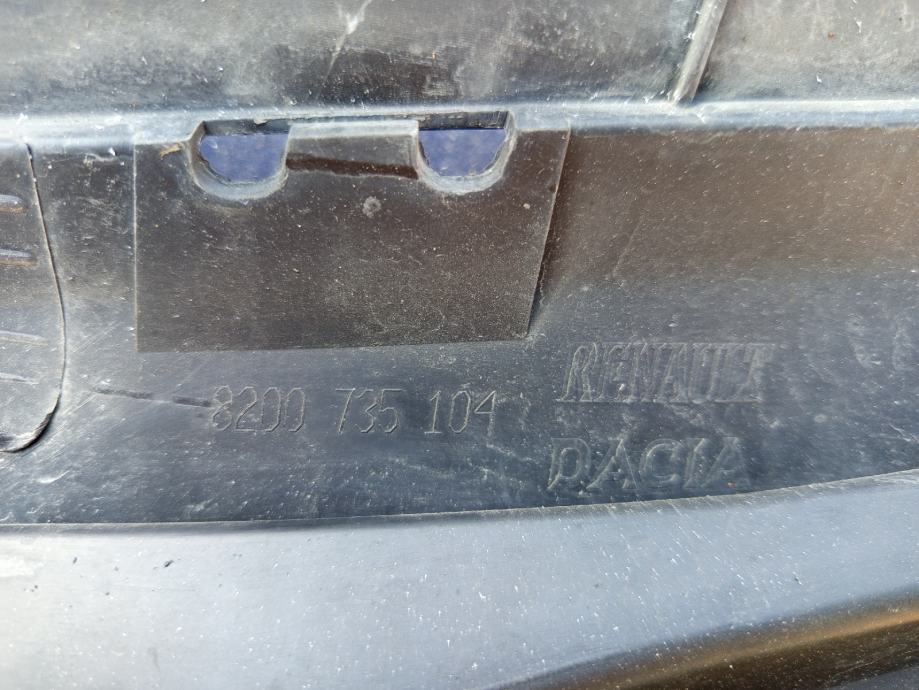 RENAULT
8200 735 104
DACIA